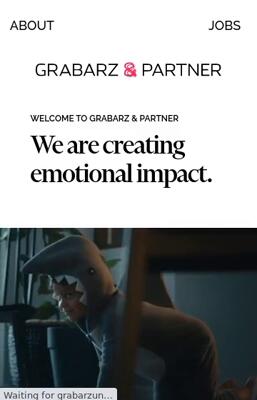 ABOUT
JOBS
GRABARZ & PARTNER
WELCOME TO GRABARZ & PARTNER
We are creating
emotional impact.
Waiting for grabarzun...